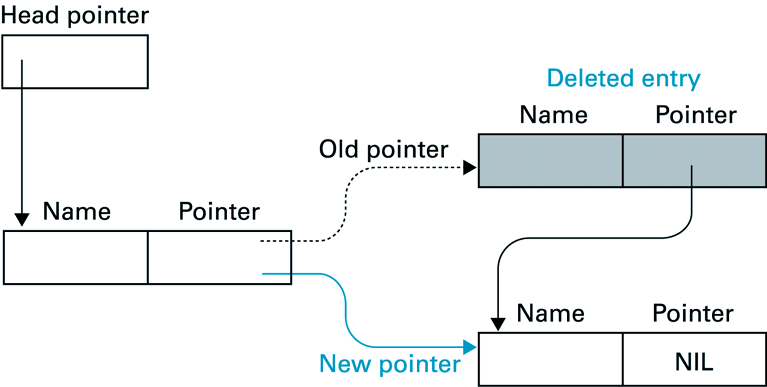 Head pointer
Deleted entry
Name Pointer
Old pointer
Name Pointer
Name Pointer
New pointer
NIL